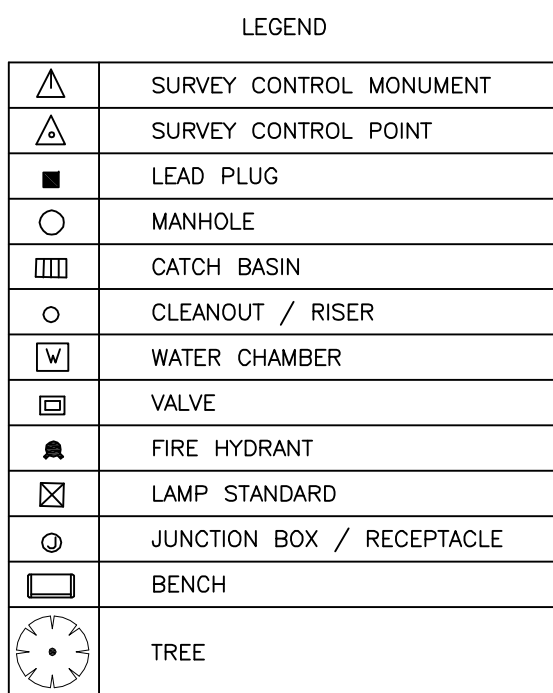 LEGEND
SURVEY CONTROL MONUMENT
SURVEY CONTROL POINT
LEAD PLUG
MANHOLE
CATCH BASIN
CLEANOUT / RISER
W WATER CHAMBER
VALVE
FIRE HYDRANT
LAMP STANDARD
J JUNCTION BOX / RECEPTACLE
BENCH
TREE